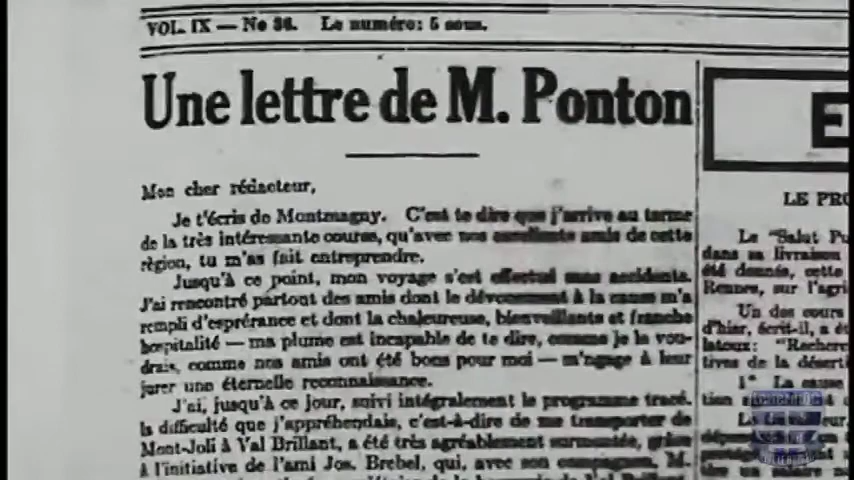 VOL. IX — No 36. Le numéro: 5 sous.
Une lettre de M. Ponton
Mon cher rédacteur,
Je t'écris de Montmagny. C'est te dire que j'arrive au terme
de la très intéressante course, qu'avec nos excellents amis de cette
région, tu m'as fait entreprendre.
Jusqu'à ce point, mon voyage s'est effectué sans accidents.
J'ai rencontré partout des amis dont le dévouement à la cause m'a
rempli d'esprérance et dont la chaleureuse, bienveillante et franche
hospitalité — ma plume est incapable de te dire, comme je la vou-
drais, comme nos amis ont été bons pour moi — m'ngage à leur
jurer une éternelle reconnaissance.
J'ai, jusqu'à ce jour, suivi intégralement le programme tracé.
la difficulté que j'appréhendais, c'est-à-dire de me transporter de
Mont-Joli à Val Brillant, a été très agréablement surmontée, grâce
à l'initiative de l'ami Jos. Brebel, qui, avec son compagnon, M.
E
LE PRO
Le "Salut Pu
dans sa livraison
été donnée, cette
Rennes, sur l'agri
Un des cours
d'hier, écrit-il, a é
latoux: "Recherc
tives de la déserti
1° La cause